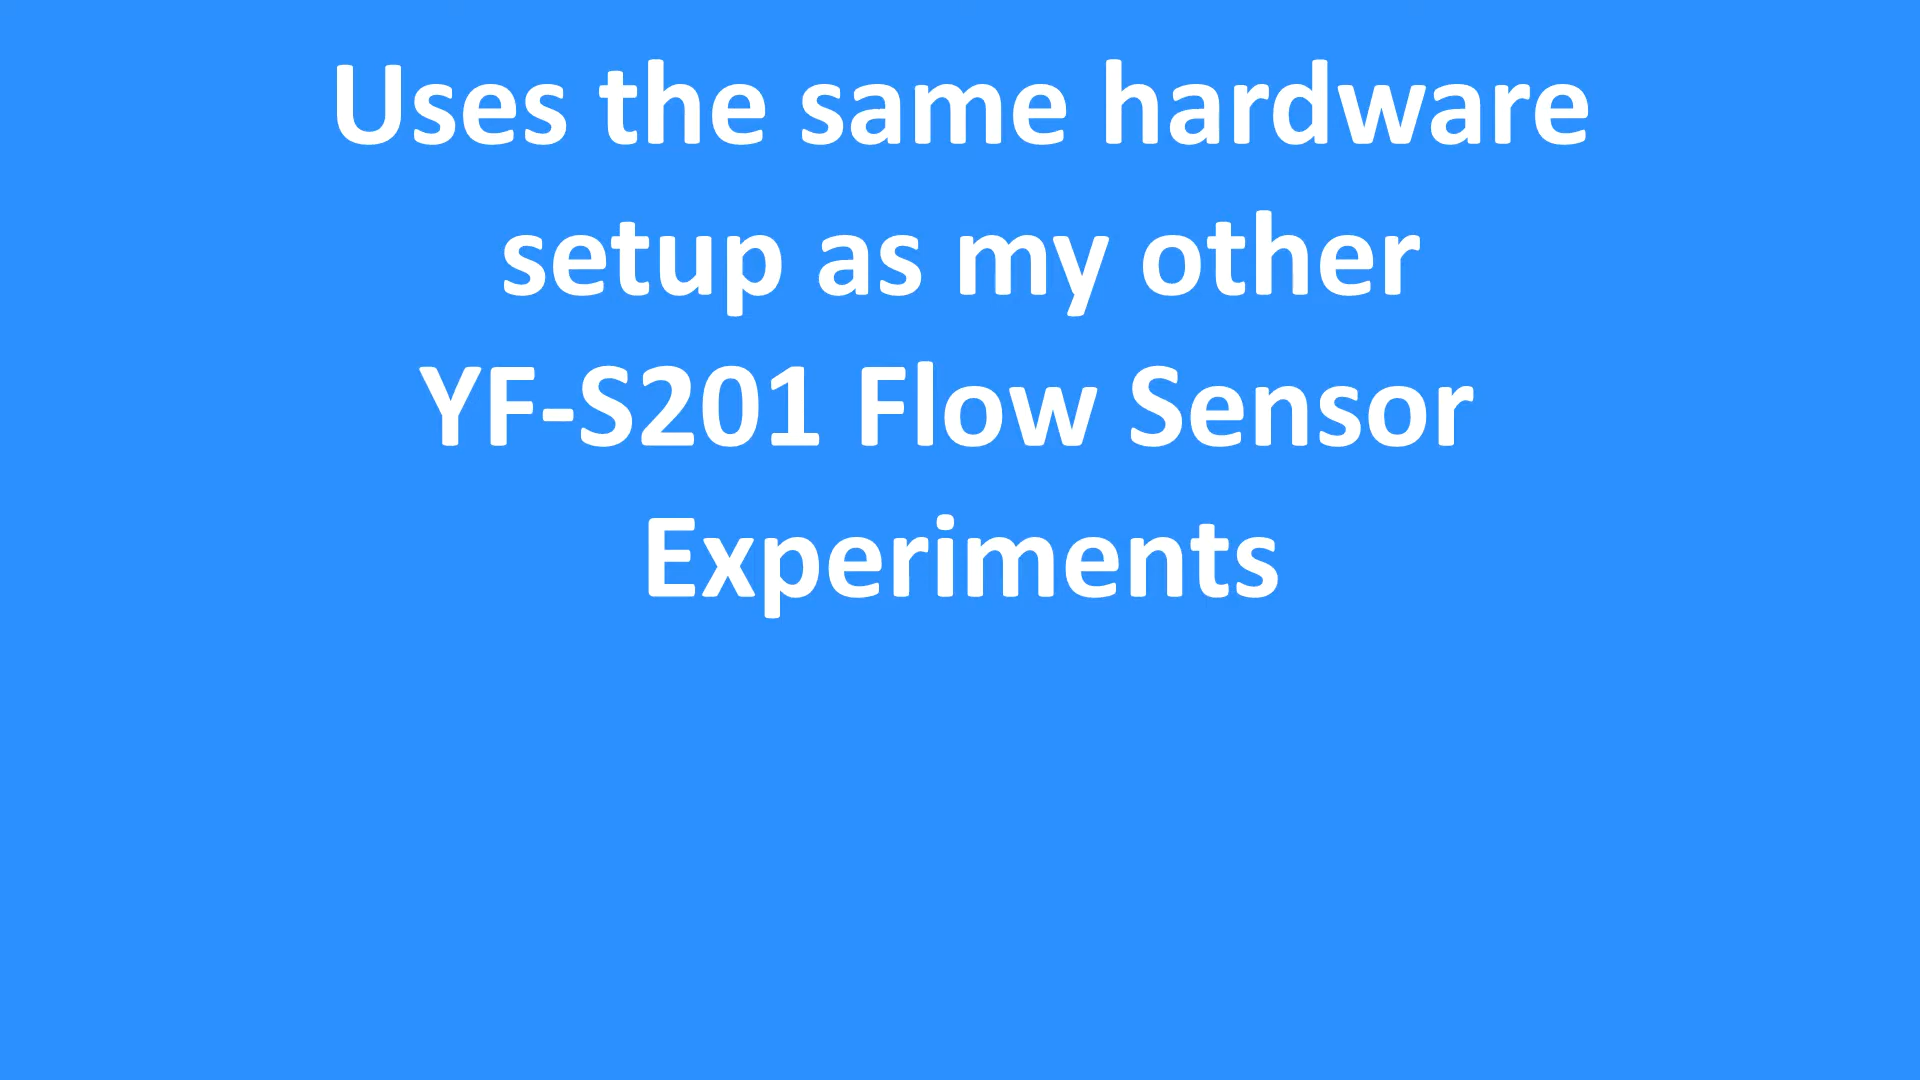 Uses the same hardware
setup as my other
YF-S201 Flow Sensor
Experiments